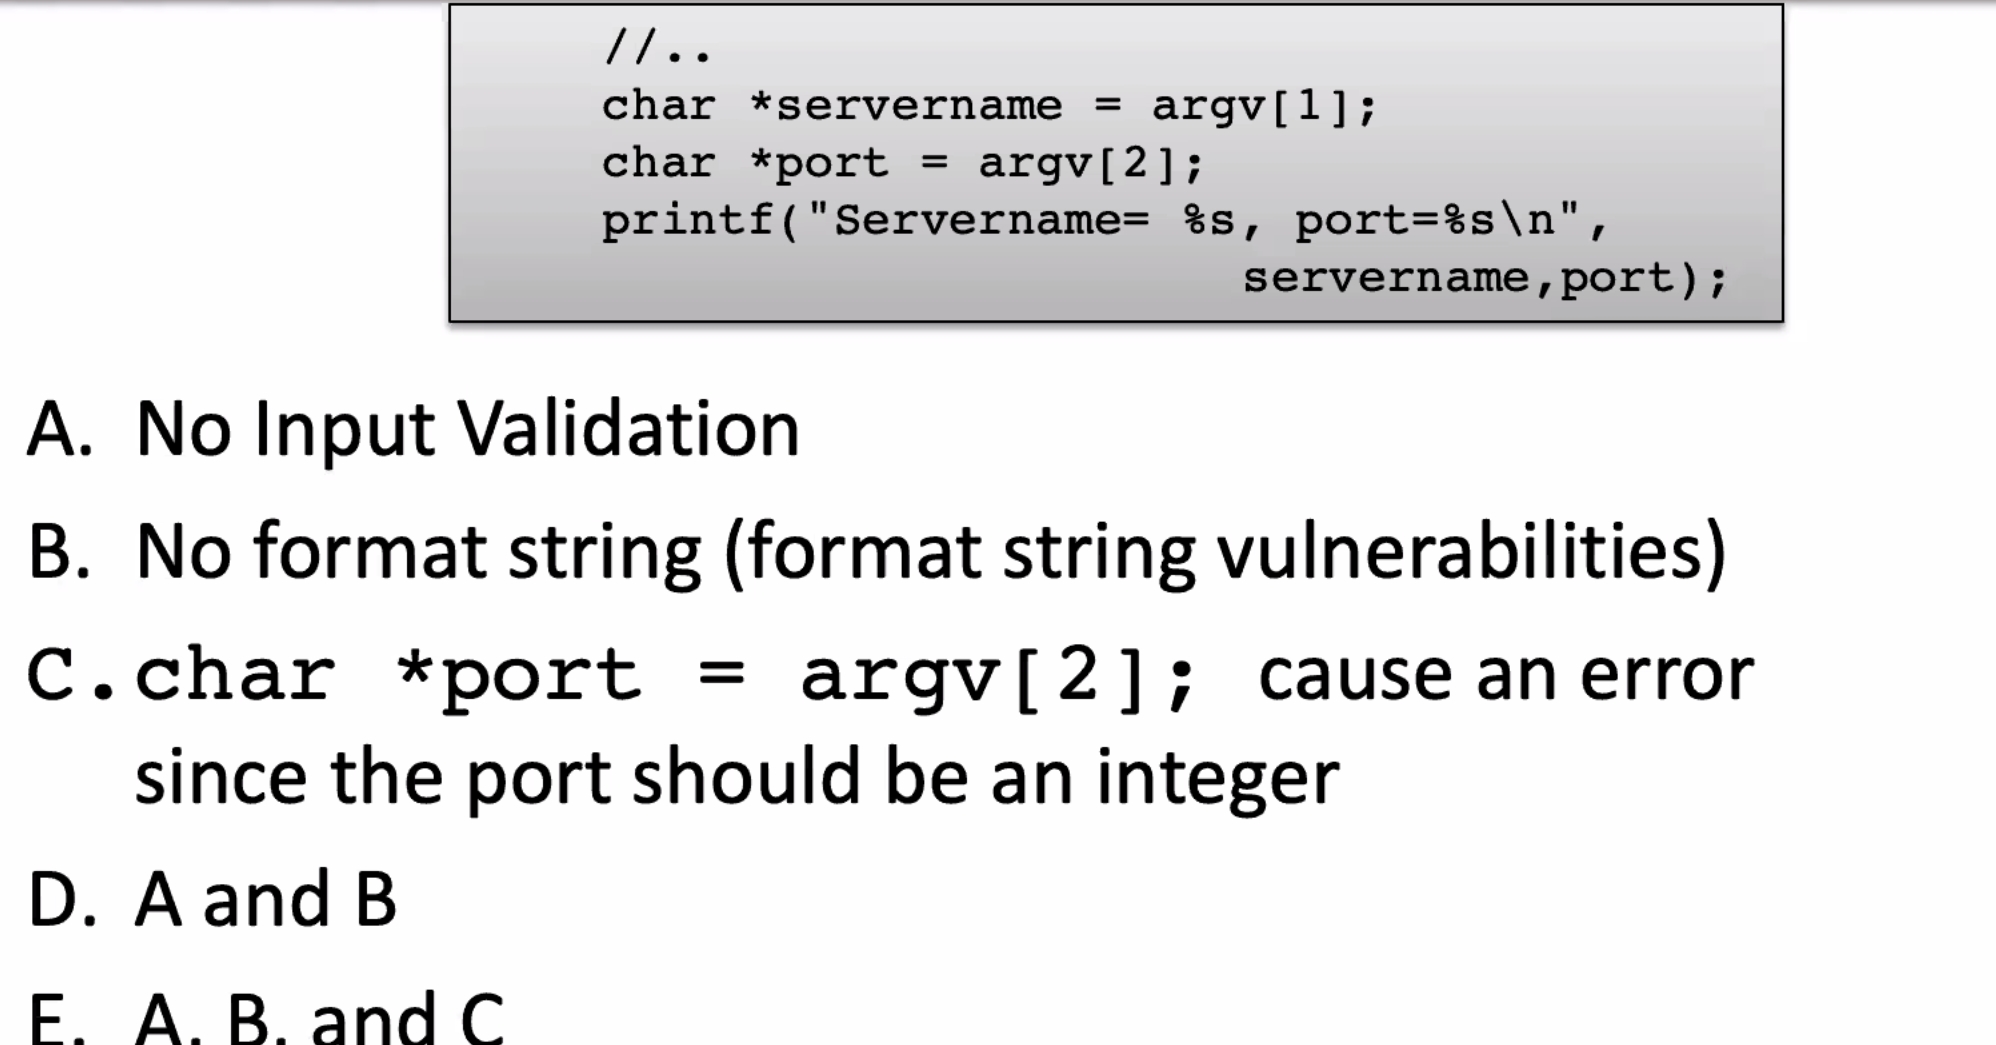 //..
char *servername = argv[1];
char *port = argv[2];
printf("Servername= %s, port=%s\n",
servername,port);
A. No Input Validation
B. No format string (format string vulnerabilities)
C. char *port = argv[2]; cause an error
since the port should be an integer
D. A and B
E. A, B, and C